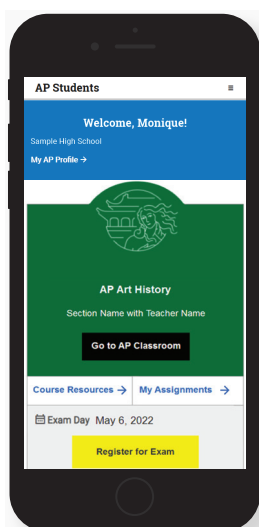 AP Students
Welcome, Monique!
Sample High School
My AP Profile →
AP Art History
Section Name with Teacher Name
Go to AP Classroom
Course Resources → My Assignments →
Exam Day May 6, 2022
Register for Exam